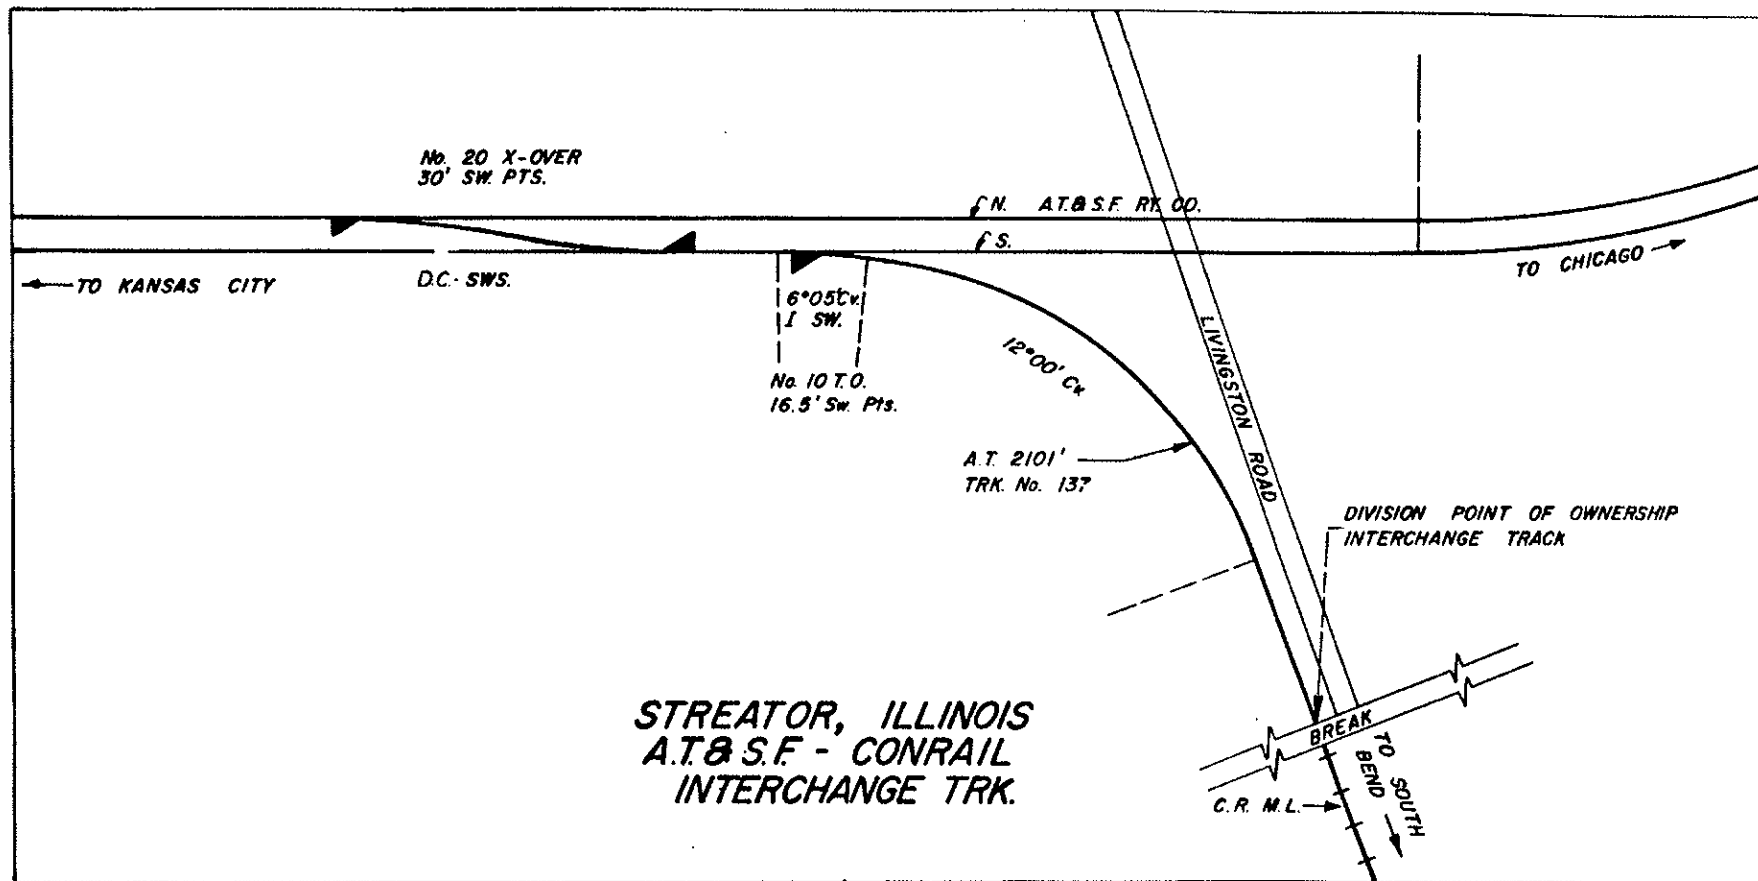 No. 20 X-OVER
30' SW. PTS.
N. A.T.&S.F. RY. CO.
S.
TO CHICAGO
TO KANSAS CITY
D.C.- SWS.
6°05'Cv.
I SW.
No. 10 T.O.
16.5' Sw. Pts.
12°00' Cv.
LIVINGSTON ROAD
A.T. 2101'
TRK. No. 137
DIVISION POINT OF OWNERSHIP
INTERCHANGE TRACK
STREATOR, ILLINOIS
A.T.& S.F. - CONRAIL
INTERCHANGE TRK.
BREAK
TO SOUTH
BEND
C.R. M.L.